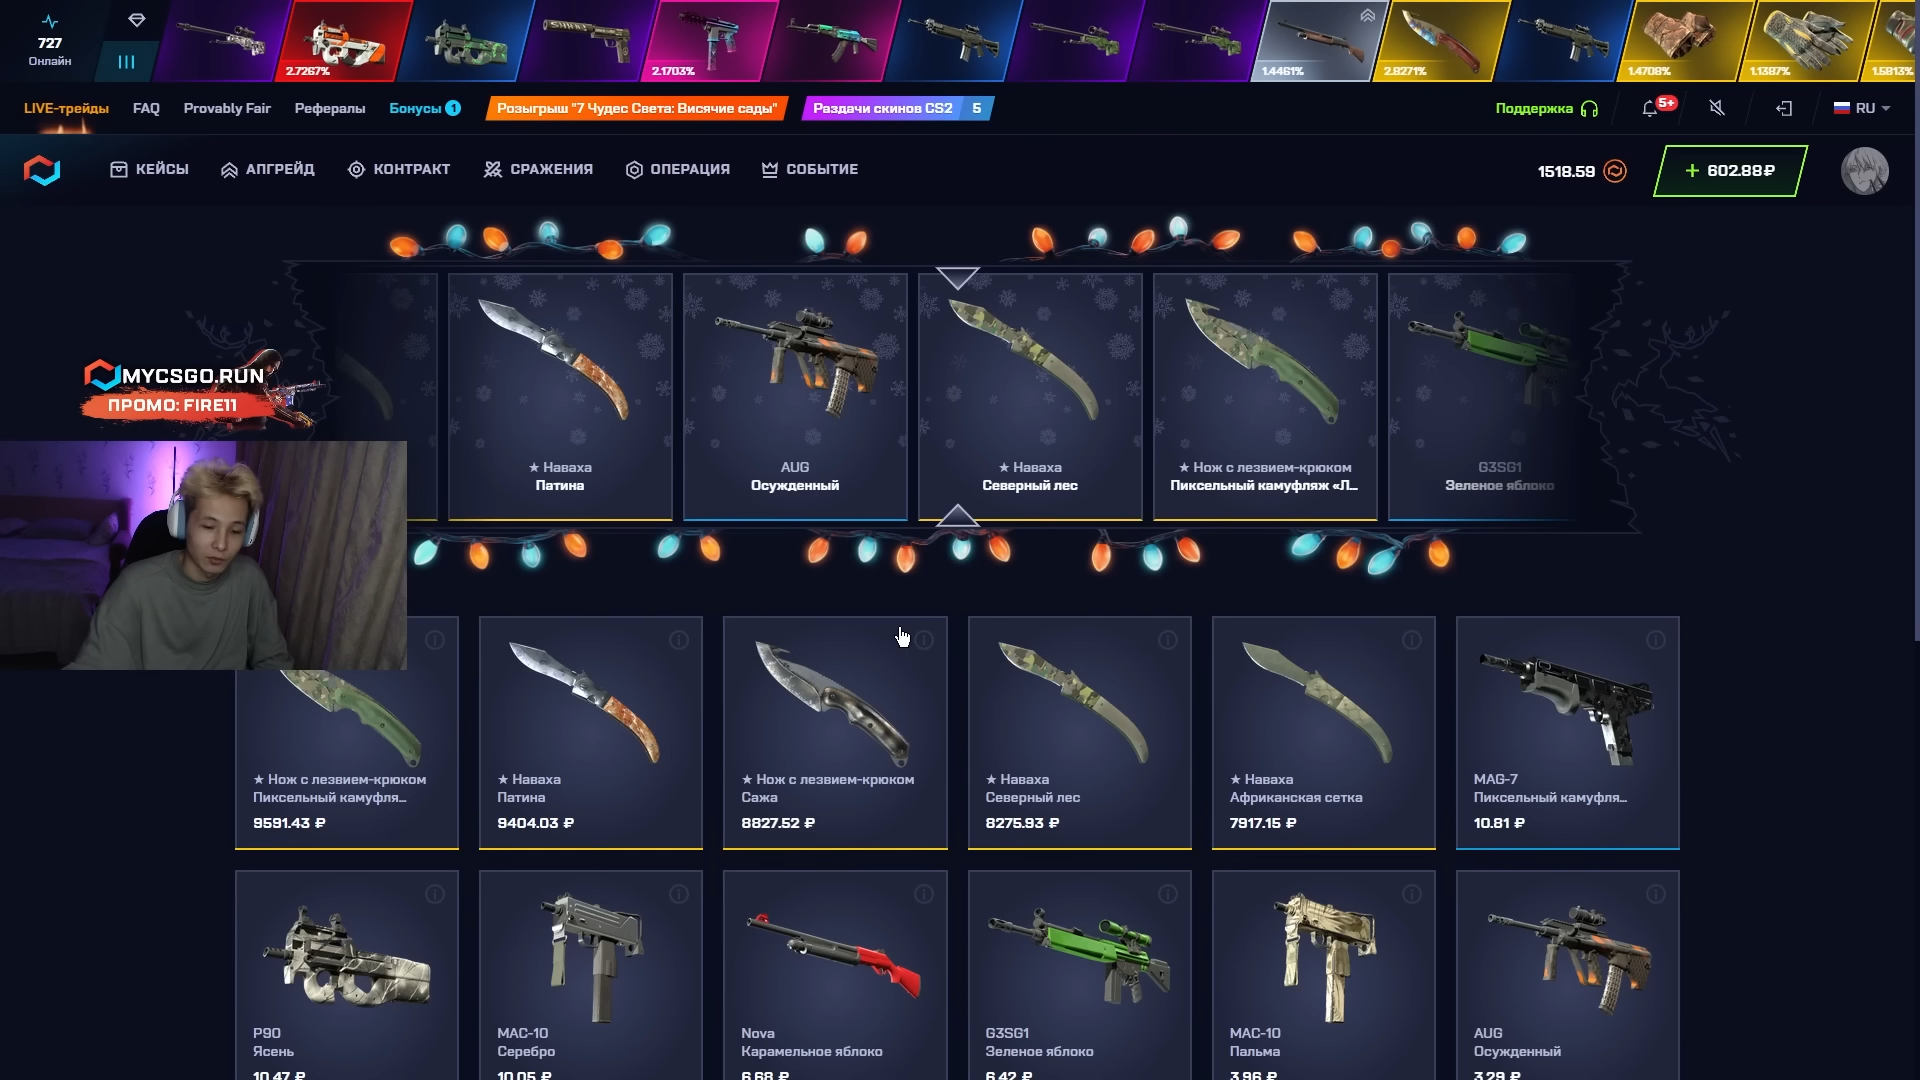 727
Онлайн
2.7267%
2.1703%
1.4461%
2.8271%
1.4708%
1.1387%
1.5813%
LIVE-трейды
FAQ
Provably Fair
Рефералы
Бонусы 1
Розыгрыш "7 Чудес Света: Висячие сады"
Раздачи скинов CS2 5
Поддержка
5+
RU
КЕЙСЫ
АПГРЕЙД
КОНТРАКТ
СРАЖЕНИЯ
ОПЕРАЦИЯ
СОБЫТИЕ
1518.59
+ 602.88₽
★ Наваха
Патина
AUG
Осужденный
★ Наваха
Северный лес
★ Нож с лезвием-крюком
Пиксельный камуфляж «Л...
G3SG1
Зеленое яблоко
MYCSGO.RUN
ПРОМО: FIRE11
★ Нож с лезвием-крюком
Пиксельный камуфля...
9591.43 ₽
★ Наваха
Патина
9404.03 ₽
★ Нож с лезвием-крюком
Сажа
8827.52 ₽
★ Наваха
Северный лес
8275.93 ₽
★ Наваха
Африканская сетка
7917.15 ₽
MAG-7
Пиксельный камуфля...
10.81 ₽
P90
Ясень
10.47 ₽
MAC-10
Серебро
10.05 ₽
Nova
Карамельное яблоко
6.68 ₽
G3SG1
Зеленое яблоко
6.42 ₽
MAC-10
Пальма
3.96 ₽
AUG
Осужденный
3.29 ₽